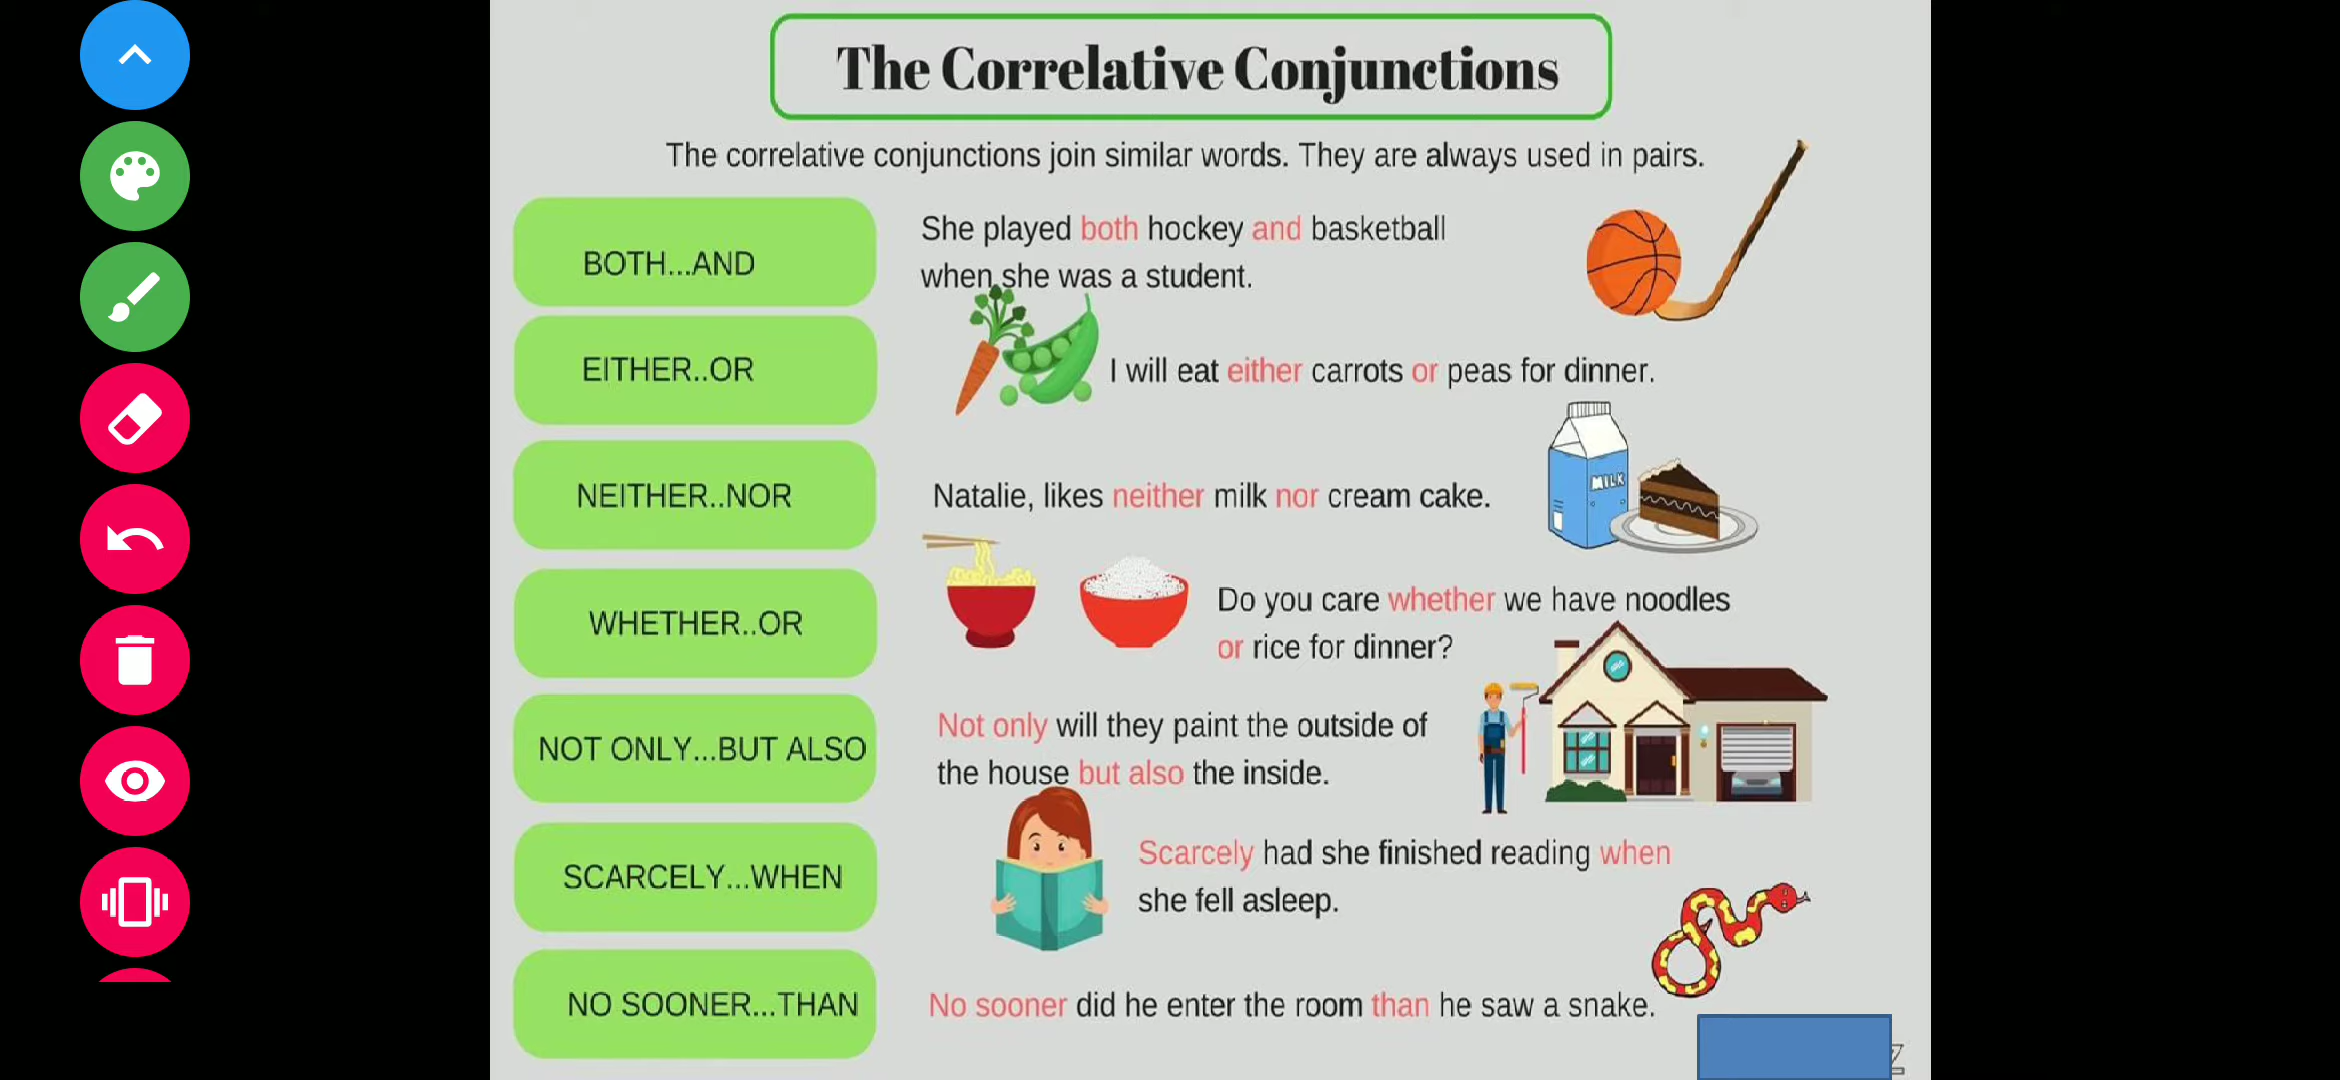 The Correlative Conjunctions
The correlative conjunctions join similar words. They are always used in pairs.
BOTH...AND
She played both hockey and basketball
when she was a student.
EITHER..OR
I will eat either carrots or peas for dinner.
NEITHER..NOR
Natalie, likes neither milk nor cream cake.
MILK
WHETHER..OR
Do you care whether we have noodles
or rice for dinner?
NOT ONLY...BUT ALSO
Not only will they paint the outside of
the house but also the inside.
SCARCELY...WHEN
Scarcely had she finished reading when
she fell asleep.
NO SOONER...THAN
No sooner did he enter the room than he saw a snake.